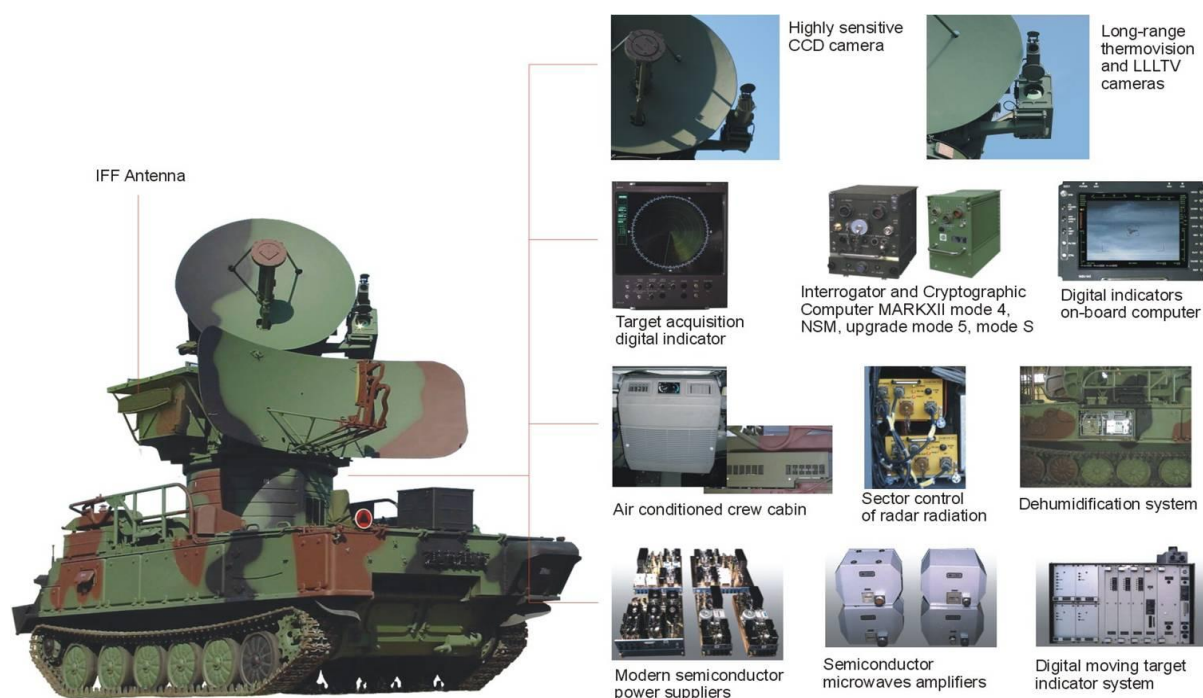 Highly sensitive
CCD camera
Long-range
thermovision
and LLLTV
cameras
IFF Antenna
Target acquisition
digital indicator
Interrogator and Cryptographic
Computer MARKXII mode 4,
NSM, upgrade mode 5, mode S
Digital indicators
on-board computer
Air conditioned crew cabin
Sector control
of radar radiation
Dehumidification system
Modern semiconductor
power suppliers
Semiconductor
microwaves amplifiers
Digital moving target
indicator system